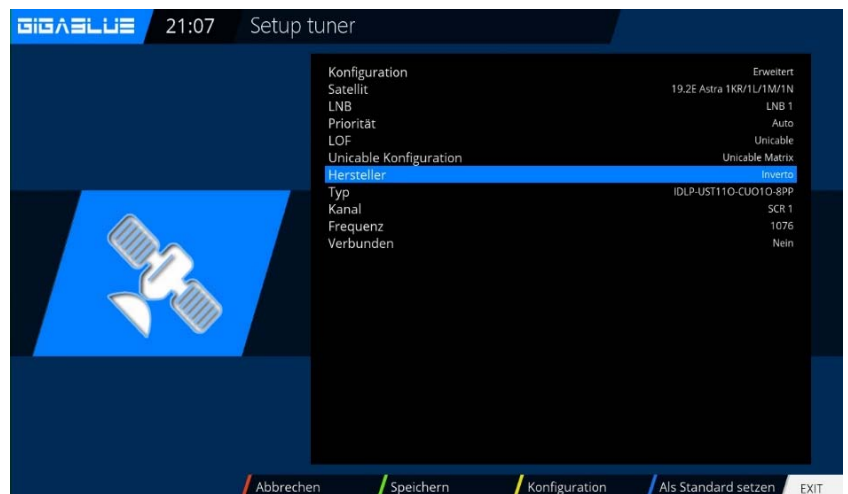 GIGABLUE 21:07 Setup tuner
Konfiguration Erweitert
Satellit 19.2E Astra 1KR/1L/1M/1N
LNB LNB 1
Priorität Auto
LOF Unicable
Unicable Konfiguration Unicable Matrix
Hersteller Inverto
Typ IDLP-UST11O-CUO1O-8PP
Kanal SCR 1
Frequenz 1076
Verbunden Nein
Abbrechen Speichern Konfiguration Als Standard setzen EXIT